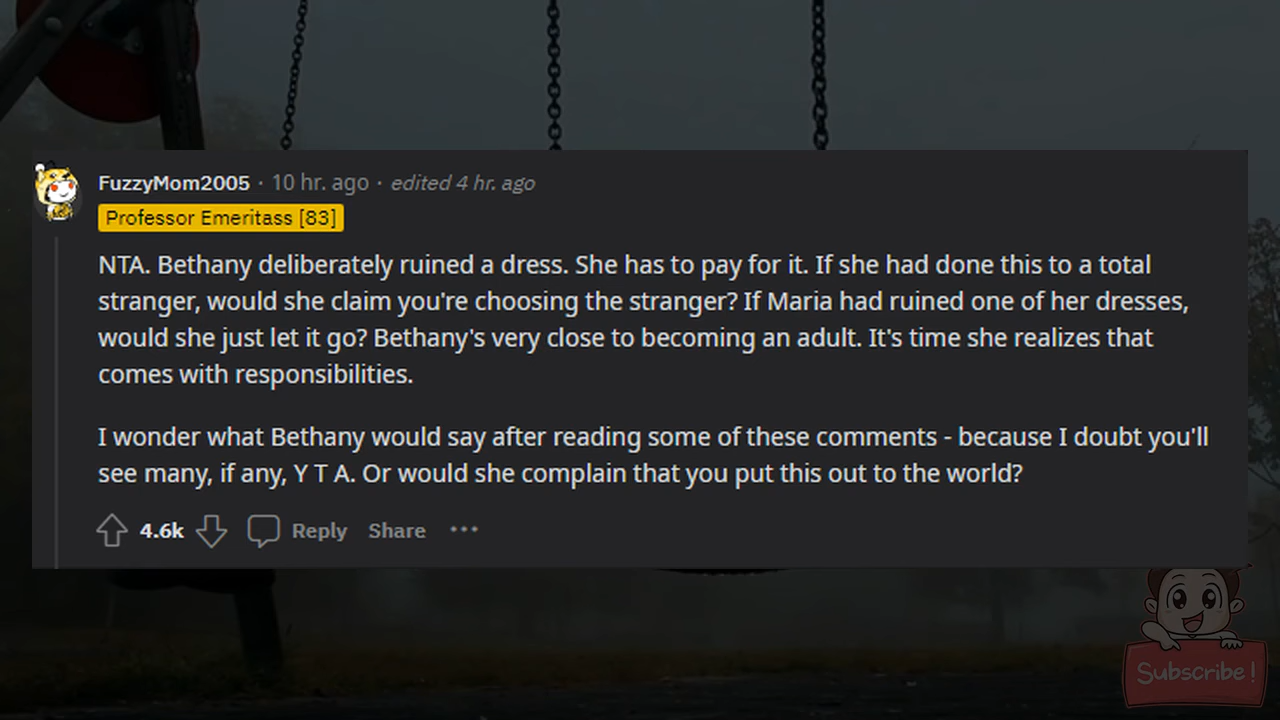 FuzzyMom2005 · 10 hr. ago · edited 4 hr. ago
Professor Emeritass [83]
NTA. Bethany deliberately ruined a dress. She has to pay for it. If she had done this to a total
stranger, would she claim you're choosing the stranger? If Maria had ruined one of her dresses,
would she just let it go? Bethany's very close to becoming an adult. It's time she realizes that
comes with responsibilities.
I wonder what Bethany would say after reading some of these comments - because I doubt you'll
see many, if any, Y T A. Or would she complain that you put this out to the world?
4.6k Reply Share ···
Subscribe!